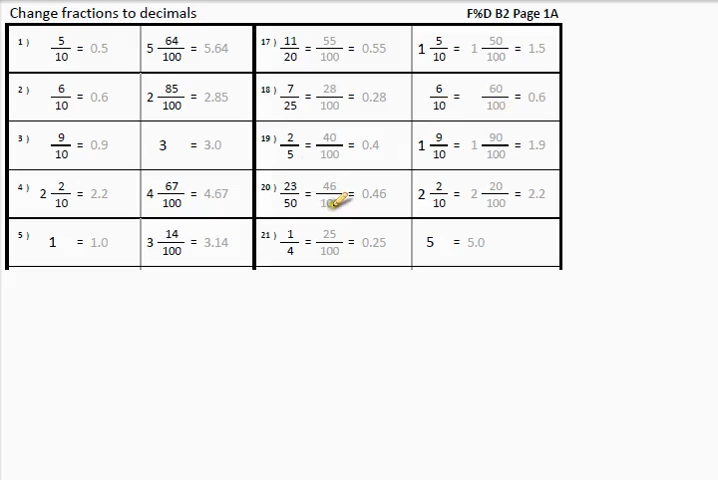 Change fractions to decimals F%D B2 Page 1A
1 ) 5/10 = 0.5 5 64/100 = 5.64 17 ) 11/20 = 55/100 = 0.55 1 5/10 = 1 50/100 = 1.5
2 ) 6/10 = 0.6 2 85/100 = 2.85 18 ) 7/25 = 28/100 = 0.28 6/10 = 60/100 = 0.6
3 ) 9/10 = 0.9 3 = 3.0 19 ) 2/5 = 40/100 = 0.4 1 9/10 = 1 90/100 = 1.9
4 ) 2 2/10 = 2.2 4 67/100 = 4.67 20 ) 23/50 = 46/100 = 0.46 2 2/10 = 2 20/100 = 2.2
5 ) 1 = 1.0 3 14/100 = 3.14 21 ) 1/4 = 25/100 = 0.25 5 = 5.0